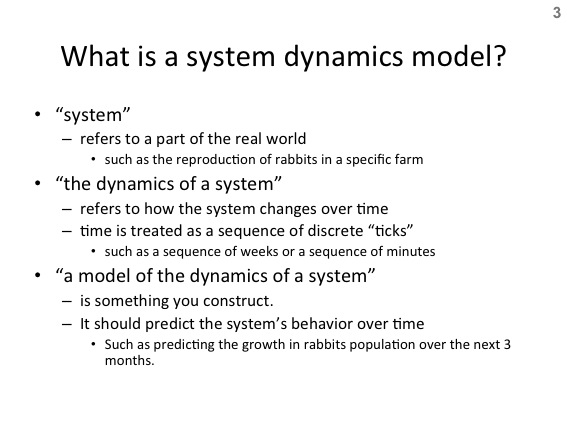 3
What is a system dynamics model?
• “system”
– refers to a part of the real world
• such as the reproduction of rabbits in a specific farm
• “the dynamics of a system”
– refers to how the system changes over time
– time is treated as a sequence of discrete “ticks”
• such as a sequence of weeks or a sequence of minutes
• “a model of the dynamics of a system”
– is something you construct.
– It should predict the system’s behavior over time
• Such as predicting the growth in rabbits population over the next 3
months.